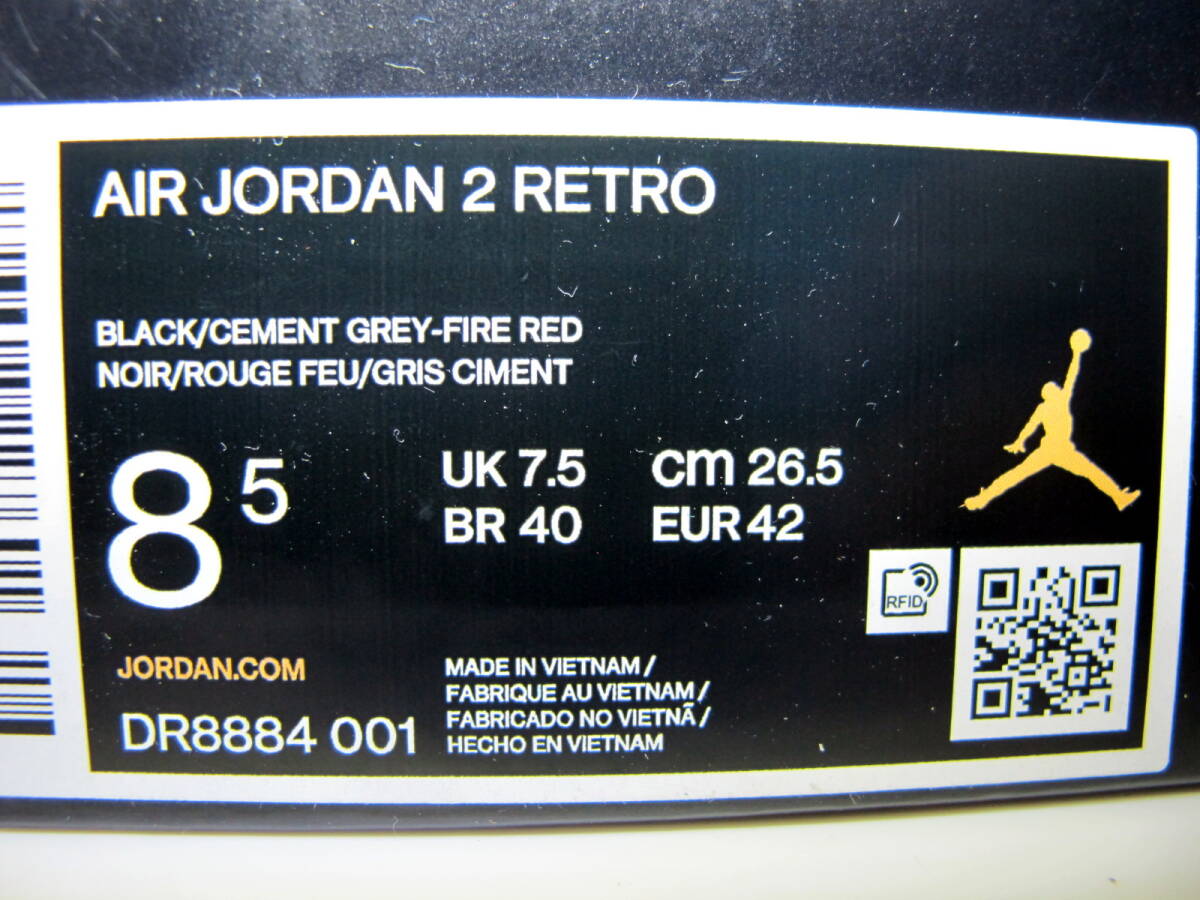 AIR JORDAN 2 RETRO
BLACK/CEMENT GREY-FIRE RED
NOIR/ROUGE FEU/GRIS CIMENT
8 5
UK 7.5 cm 26.5
BR 40 EUR 42
RFID
JORDAN.COM
DR8884 001
MADE IN VIETNAM /
FABRIQUE AU VIETNAM /
FABRICADO NO VIETNÃ /
HECHO EN VIETNAM